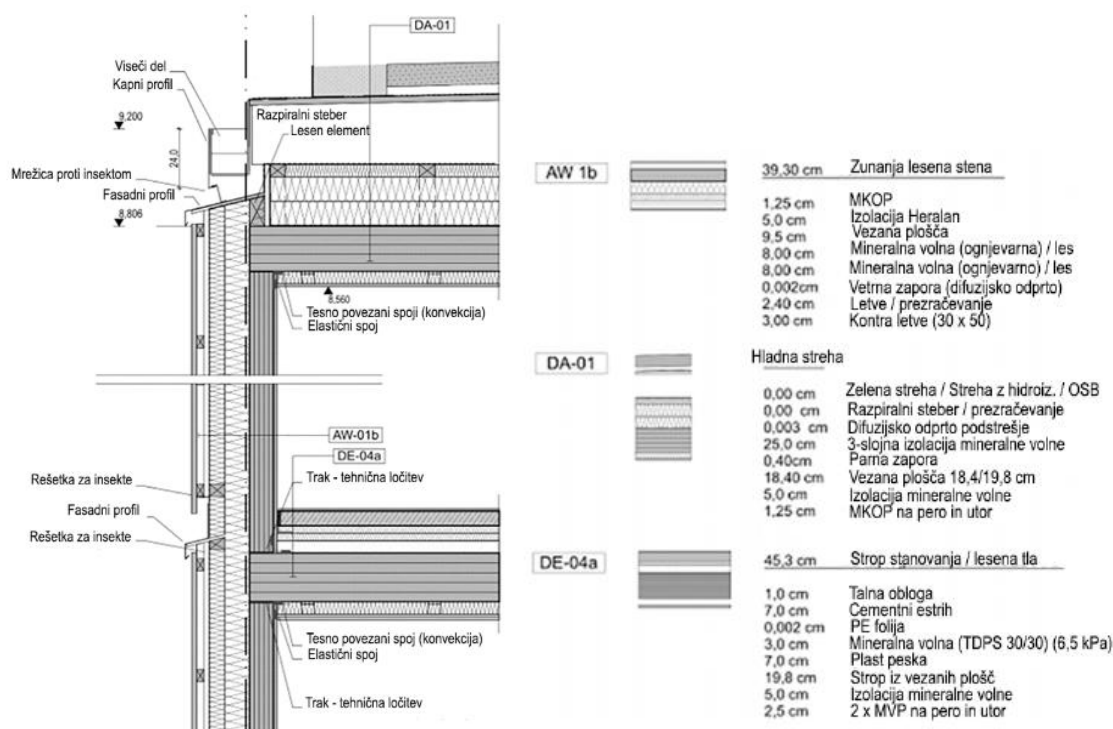 DA-01
Viseči del
Kapni profil
9,200
24,0
Razpiralni steber
Lesen element
Mrežica proti insektom
Fasadni profil
8,806
8,560
Tesno povezani spoji (konvekcija)
Elastični spoj
AW-01b
DE-04a
Trak - tehnična ločitev
Rešetka za insekte
Fasadni profil
Rešetka za insekte
Tesno povezani spoj (konvekcija)
Elastični spoj
Trak - tehnična ločitev
AW 1b
39,30 cm Zunanja lesena stena
1,25 cm MKOP
5,0 cm Izolacija Heralan
9,5 cm Vezana plošča
8,00 cm Mineralna volna (ognjevarna) / les
8,00 cm Mineralna volna (ognjevarno) / les
0,002cm Vetrna zapora (difuzijsko odprto)
2,40 cm Letve / prezračevanje
3,00 cm Kontra letve (30 x 50)
DA-01
Hladna streha
0,00 cm Zelena streha / Streha z hidroiz. / OSB
0,00 cm Razpiralni steber / prezračevanje
0,003 cm Difuzijsko odprto podstrešje
25,0 cm 3-slojna izolacija mineralne volne
0,40cm Parna zapora
18,40 cm Vezana plošča 18,4/19,8 cm
5,0 cm Izolacija mineralne volne
1,25 cm MKOP na pero in utor
DE-04a
45,3 cm Strop stanovanja / lesena tla
1,0 cm Talna obloga
7,0 cm Cementni estrih
0,002 cm PE folija
3,0 cm Mineralna volna (TDPS 30/30) (6,5 kPa)
7,0 cm Plast peska
19,8 cm Strop iz vezanih plošč
5,0 cm Izolacija mineralne volne
2,5 cm 2 x MVP na pero in utor